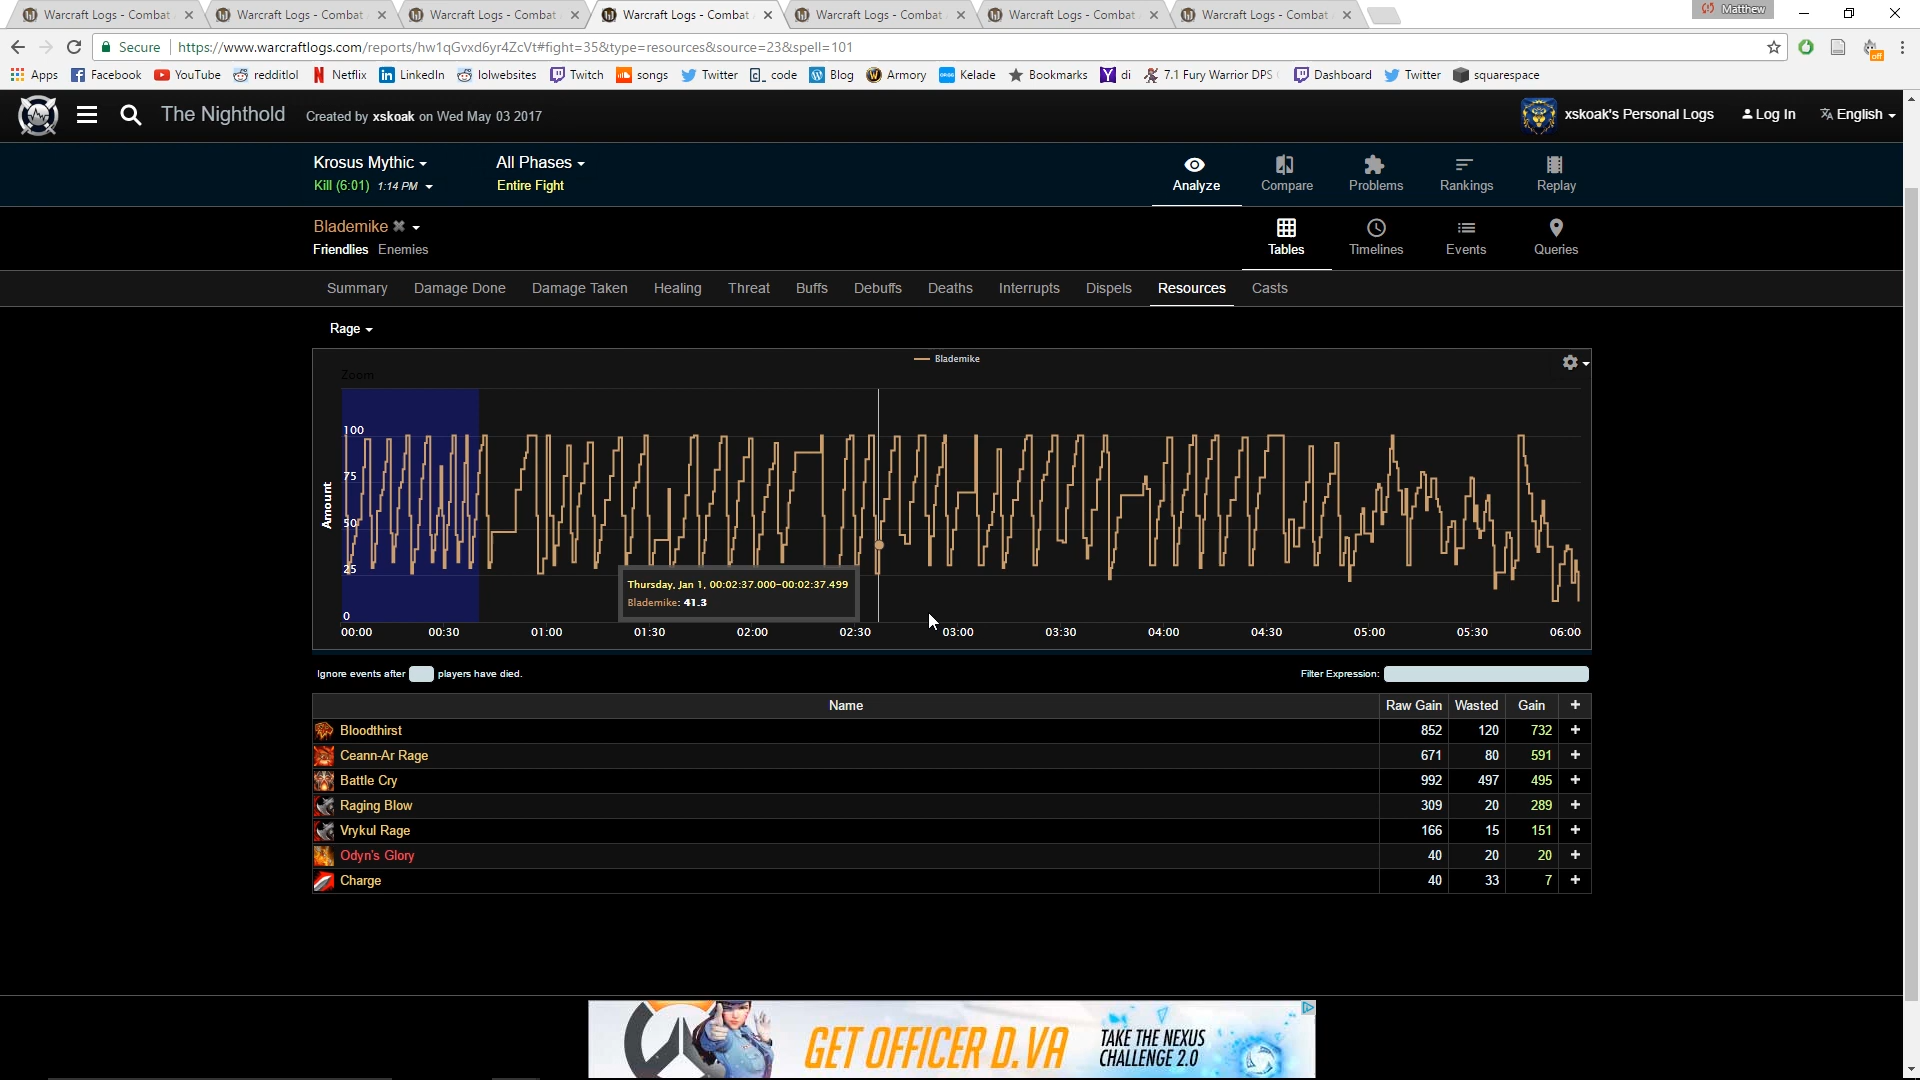 Warcraft Logs - Combat
Warcraft Logs - Combat
Warcraft Logs - Combat
Warcraft Logs - Combat
Warcraft Logs - Combat
Warcraft Logs - Combat
Warcraft Logs - Combat
Matthew
Secure https://www.warcraftlogs.com/reports/hw1qGvxd6yr4ZcVt#fight=35&type=resources&source=23&spell=101
Apps Facebook YouTube redditlol Netflix LinkedIn lolwebsites Twitch songs Twitter code Blog Armory Kelade Bookmarks di 7.1 Fury Warrior DPS Dashboard Twitter squarespace
off
The Nighthold Created by xskoak on Wed May 03 2017 xskoak's Personal Logs Log In English
Krosus Mythic All Phases
Kill (6:01) 1:14 PM Entire Fight
Analyze Compare Problems Rankings Replay
Blademike
Friendlies Enemies
Tables Timelines Events Queries
Summary Damage Done Damage Taken Healing Threat Buffs Debuffs Deaths Interrupts Dispels Resources Casts
Rage
Blademike
Zoom
100
75
50
25
0
Amount
Thursday, Jan 1, 00:02:37.000-00:02:37.499
Blademike: 41.3
00:00 00:30 01:00 01:30 02:00 02:30 03:00 03:30 04:00 04:30 05:00 05:30 06:00
Ignore events after players have died. Filter Expression:
Name Raw Gain Wasted Gain +
Bloodthirst 852 120 732 +
Ceann-Ar Rage 671 80 591 +
Battle Cry 992 497 495 +
Raging Blow 309 20 289 +
Vrykul Rage 166 15 151 +
Odyn's Glory 40 20 20 +
Charge 40 33 7 +
GET OFFICER D.VA
TAKE THE NEXUS
CHALLENGE 2.0